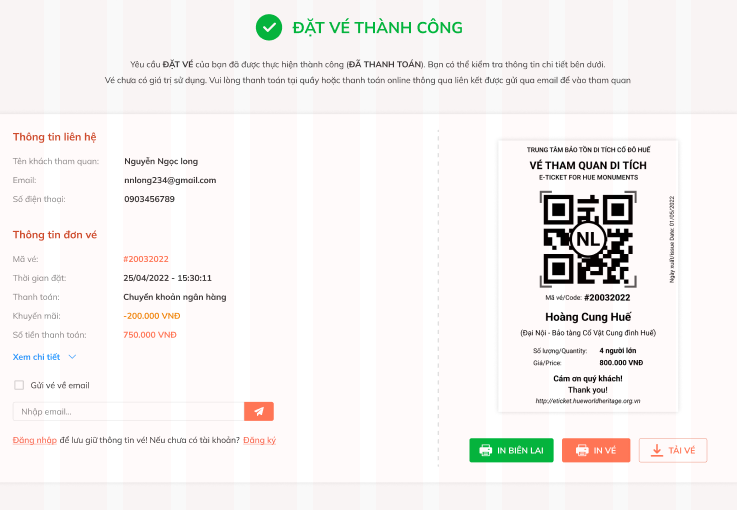 ĐẶT VÉ THÀNH CÔNG
Yêu cầu ĐẶT VÉ của bạn đã được thực hiện thành công (ĐÃ THANH TOÁN). Bạn có thể kiểm tra thông tin chi tiết bên dưới.
Vé chưa có giá trị sử dụng. Vui lòng thanh toán tại quầy hoặc thanh toán online thông qua liên kết được gửi qua email để vào tham quan
Thông tin liên hệ
Tên khách tham quan: Nguyễn Ngọc long
Email: nnlong234@gmail.com
Số điện thoại: 0903456789
Thông tin đơn vé
Mã vé: #20032022
Thời gian đặt: 25/04/2022 - 15:30:11
Thanh toán: Chuyển khoản ngân hàng
Khuyến mãi: -200.000 VNĐ
Số tiền thanh toán: 750.000 VNĐ
Xem chi tiết
Gửi vé về email
Nhập email...
Đăng nhập để lưu giữ thông tin vé! Nếu chưa có tài khoản? Đăng ký
TRUNG TÂM BẢO TỒN DI TÍCH CỐ ĐÔ HUẾ
VÉ THAM QUAN DI TÍCH
E-TICKET FOR HUE MONUMENTS
NL
Ngày xuất/Issue Date: 01/05/2022
Mã vé/Code: #20032022
Hoàng Cung Huế
(Đại Nội - Bảo tàng Cổ Vật Cung đình Huế)
Số lượng/Quantity: 4 người lớn
Giá/Price: 800.000 VNĐ
Cám ơn quý khách!
Thank you!
http://eticket.hueworldheritage.org.vn
IN BIÊN LAI
IN VÉ
TẢI VÉ